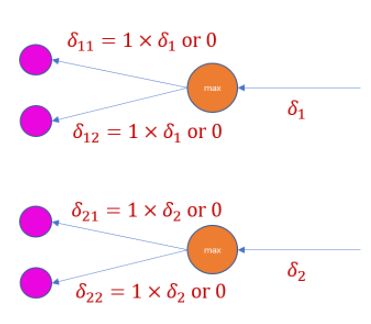 δ₁₁ = 1 × δ₁ or 0
max
δ₁
δ₁₂ = 1 × δ₁ or 0
δ₂₁ = 1 × δ₂ or 0
max
δ₂
δ₂₂ = 1 × δ₂ or 0